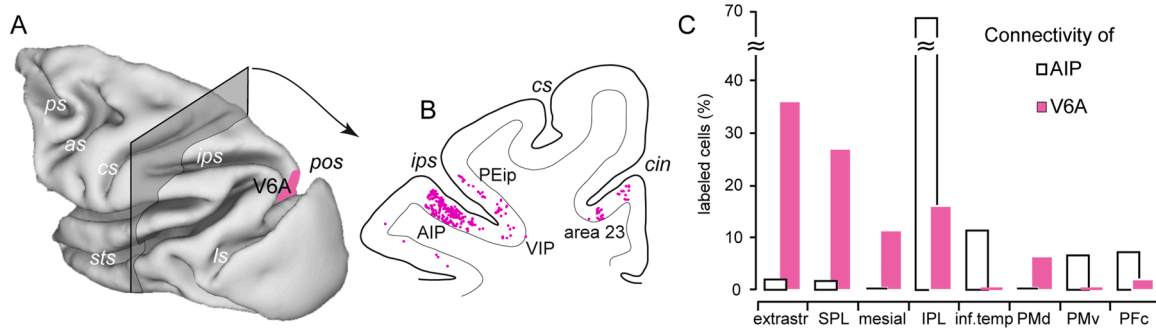 A
ps
as
cs
ips
pos
V6A
sts
ls
B
cs
ips
cin
PEip
AIP
VIP
area 23
C
Connectivity of
AIP
V6A
labeled cells (%)
70
40
30
20
10
0
extrastr SPL mesial IPL inf.temp PMd PMv PFc